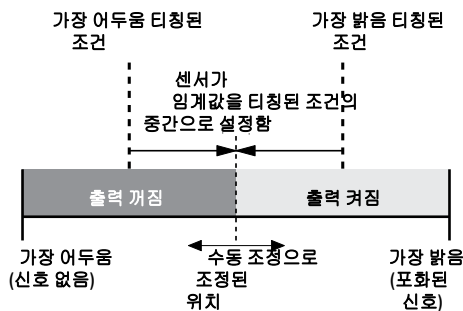 가장 어두움 티칭된
조건
가장 밝음 티칭된
조건
센서가
임계값을 티칭된 조건의
중간으로 설정함
출력 꺼짐
출력 켜짐
가장 어두움
(신호 없음)
수동 조정으로
조정된
위치
가장 밝음
(포화된
신호)